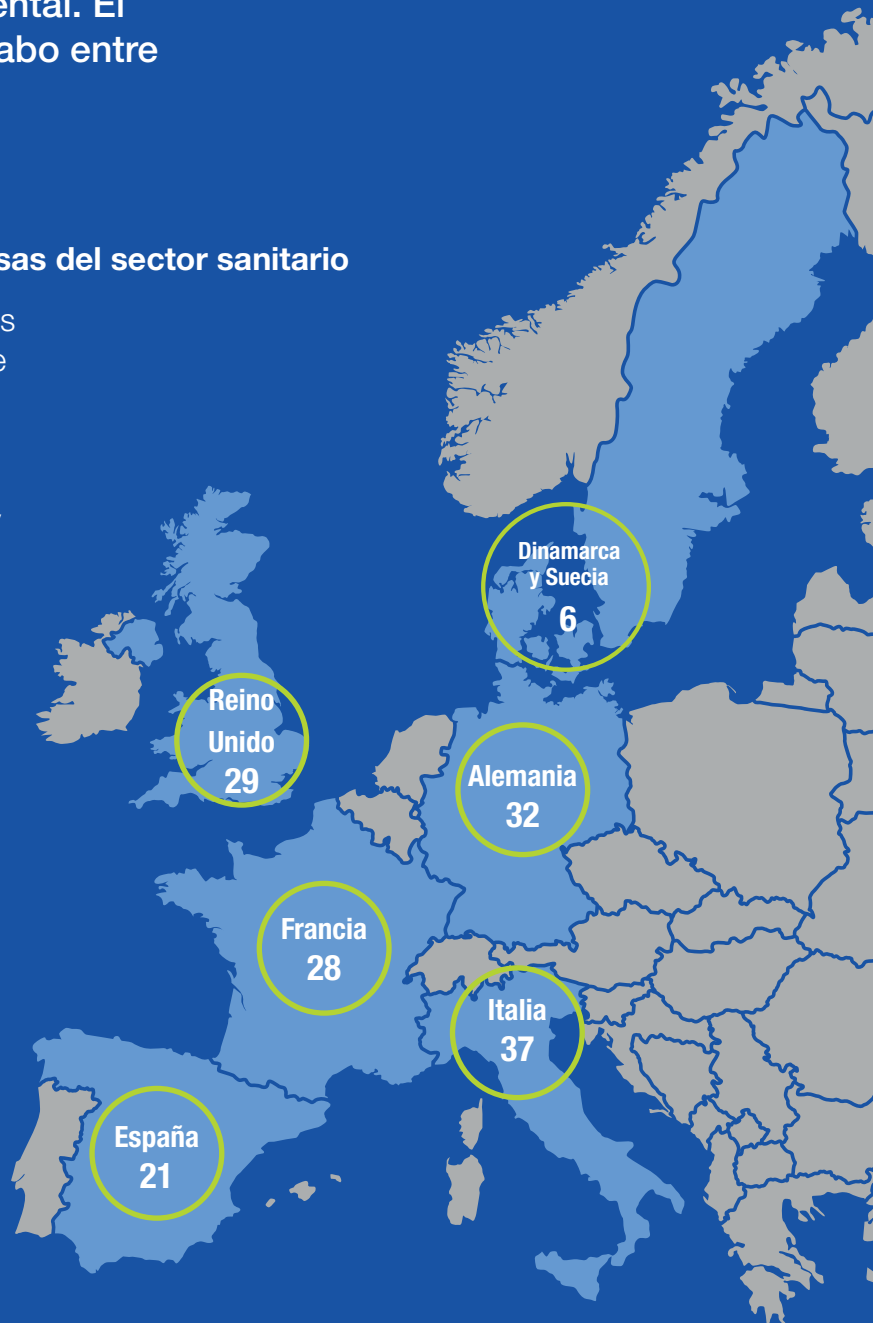 ental. El
abo entre
sas del sector sanitario
s
e
Dinamarca
y Suecia
6
Reino
Unido
29
Alemania
32
Francia
28
Italia
37
España
21